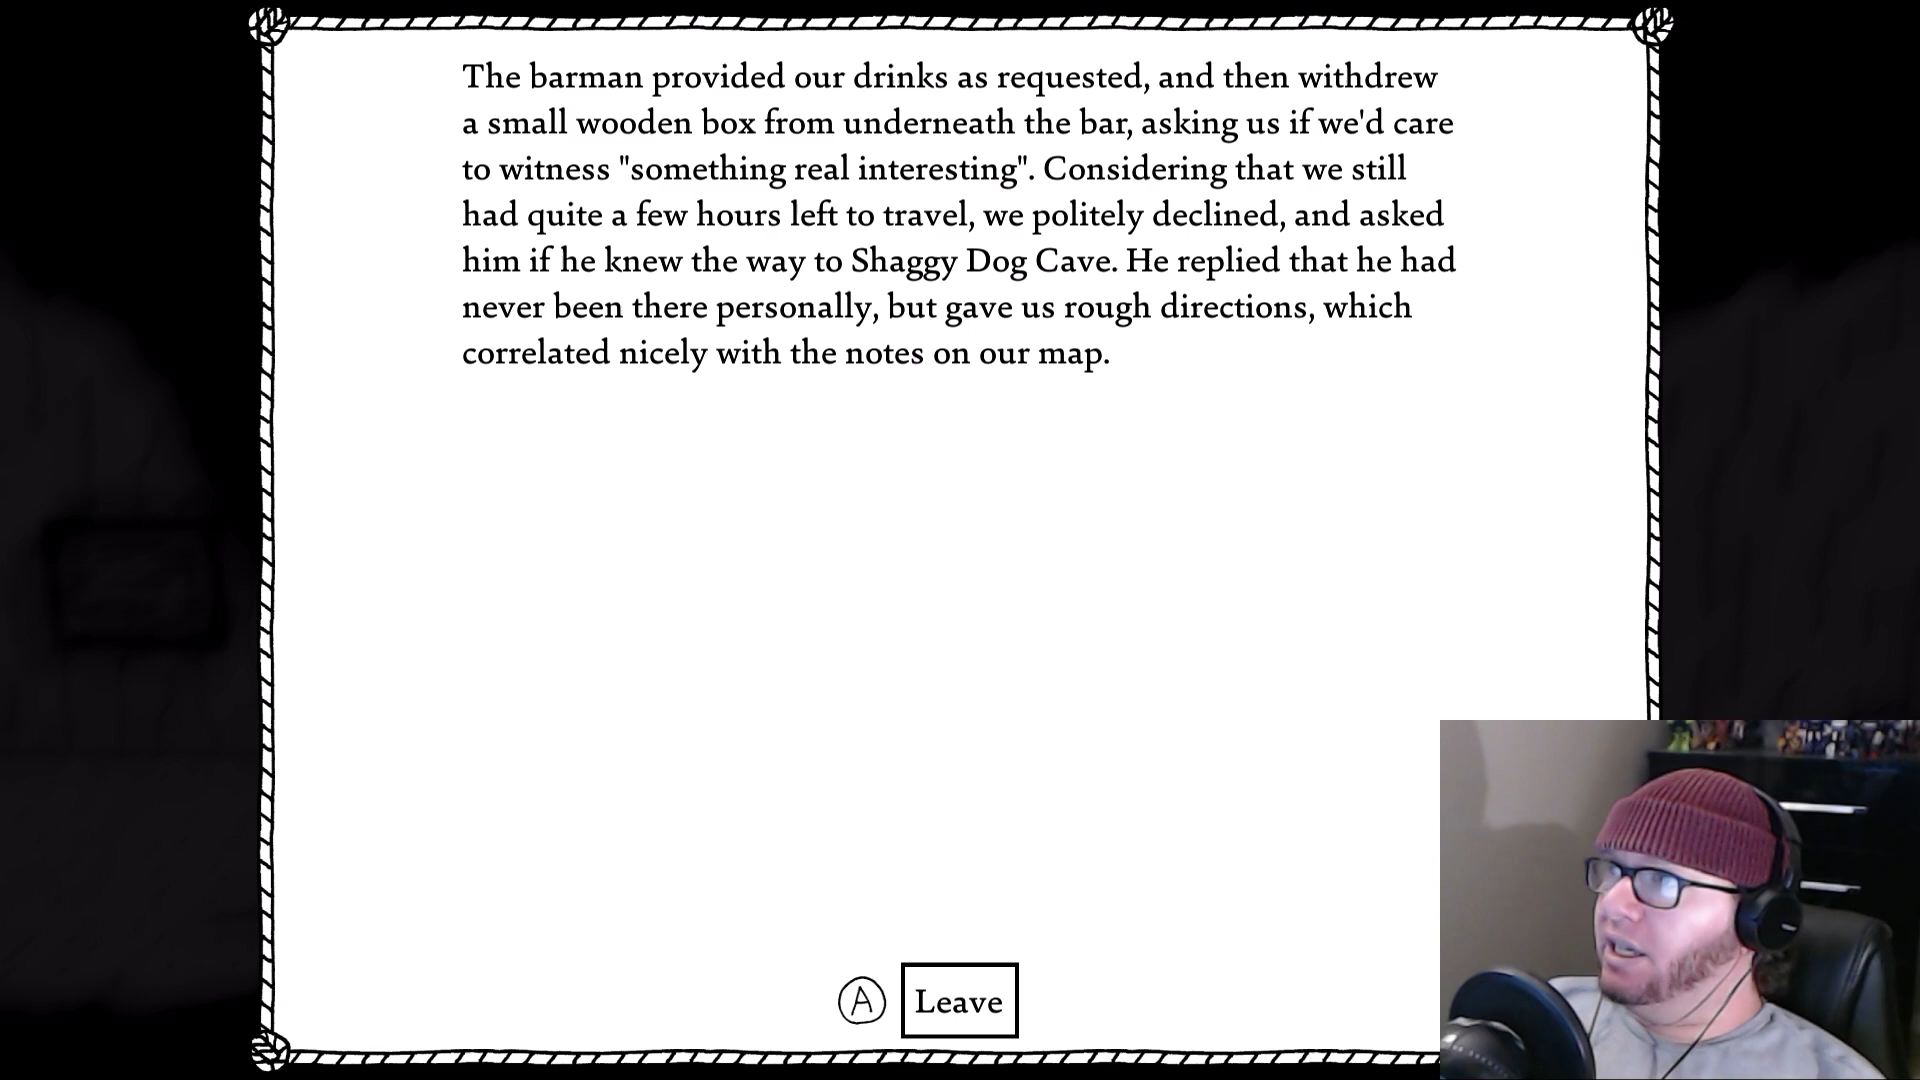 The barman provided our drinks as requested, and then withdrew
a small wooden box from underneath the bar, asking us if we'd care
to witness "something real interesting". Considering that we still
had quite a few hours left to travel, we politely declined, and asked
him if he knew the way to Shaggy Dog Cave. He replied that he had
never been there personally, but gave us rough directions, which
correlated nicely with the notes on our map.
A Leave